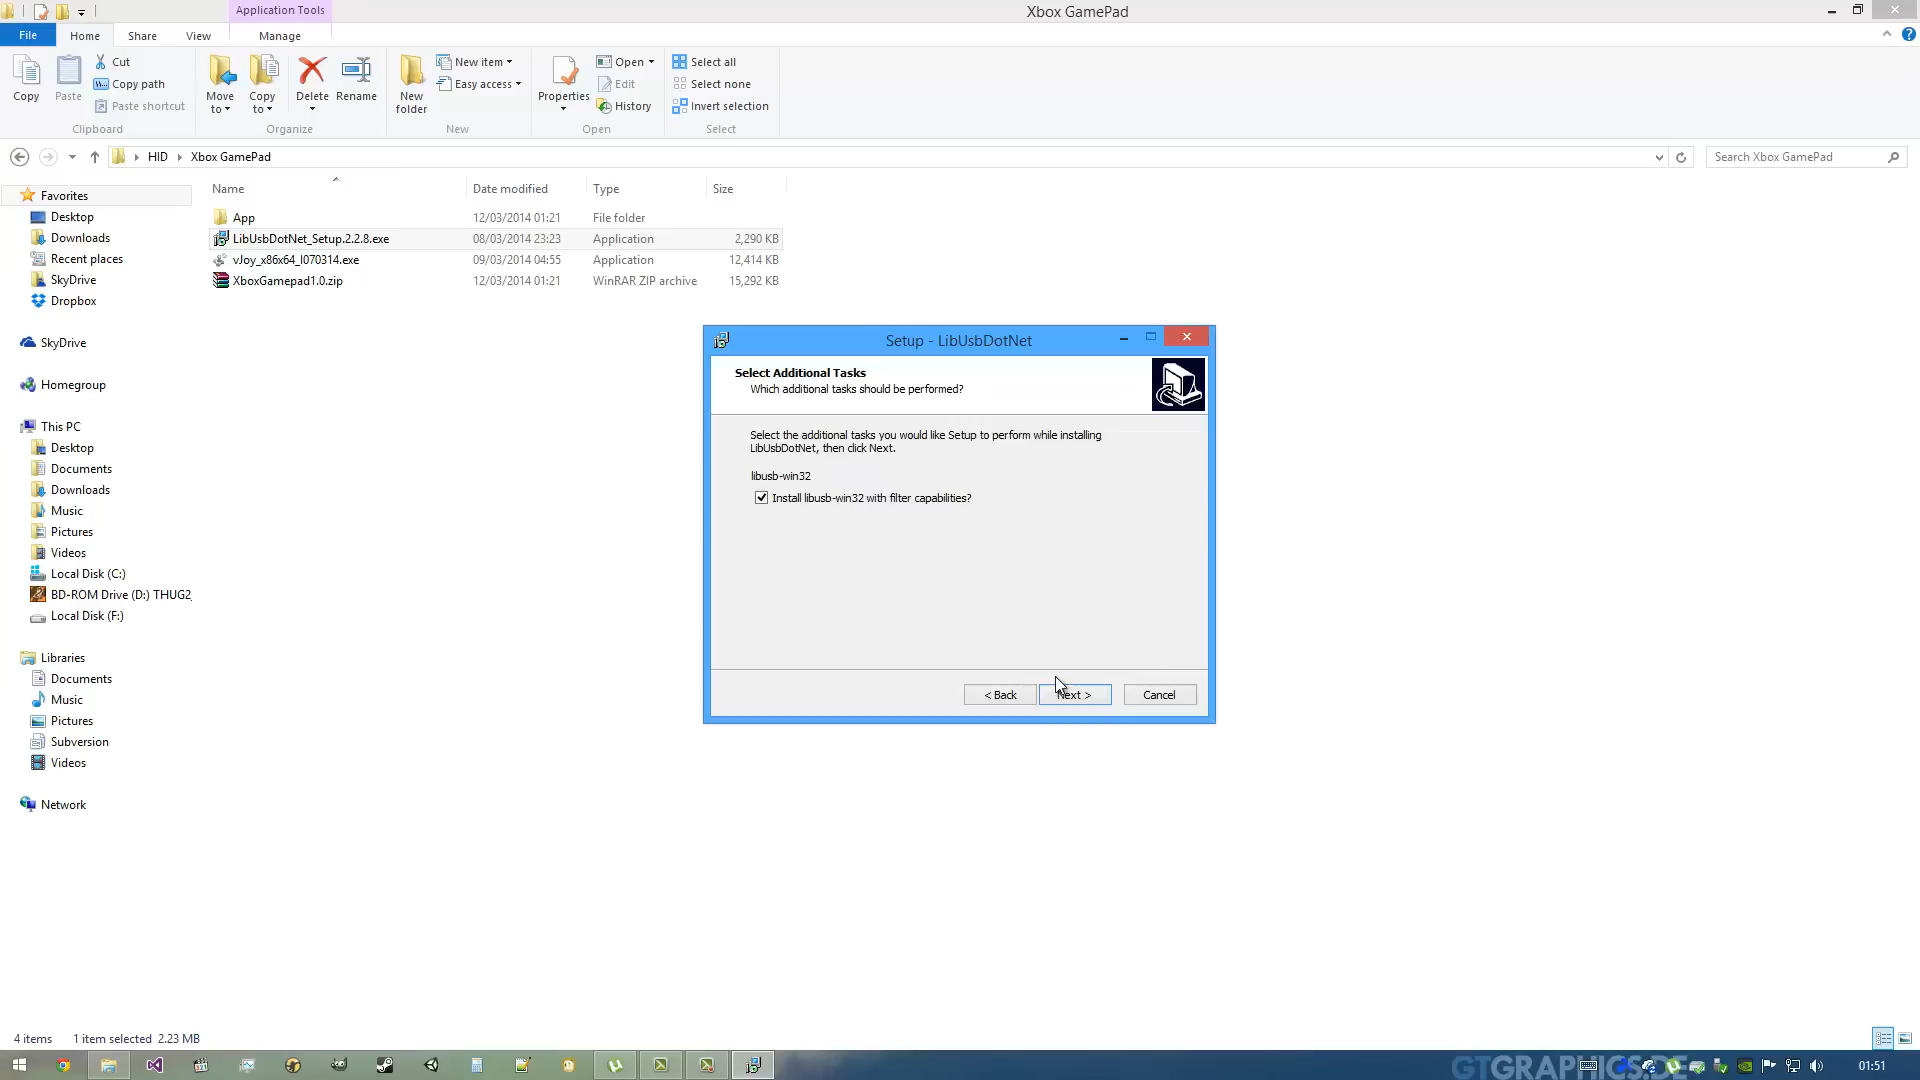 Application Tools
Xbox GamePad
File
Home
Share
View
Manage
Copy
Paste
Cut
Copy path
Paste shortcut
Clipboard
Move to
Copy to
Delete
Rename
Organize
New folder
New item
Easy access
New
Properties
Open
Edit
History
Open
Select all
Select none
Invert selection
Select
HID
Xbox GamePad
Search Xbox GamePad
Name
Date modified
Type
Size
App 12/03/2014 01:21 File folder
LibUsbDotNet_Setup.2.2.8.exe 08/03/2014 23:23 Application 2,290 KB
vJoy_x86x64_I070314.exe 09/03/2014 04:55 Application 12,414 KB
XboxGamepad1.0.zip 12/03/2014 01:21 WinRAR ZIP archive 15,292 KB
Favorites
Desktop
Downloads
Recent places
SkyDrive
Dropbox
SkyDrive
Homegroup
This PC
Desktop
Documents
Downloads
Music
Pictures
Videos
Local Disk (C:)
BD-ROM Drive (D:) THUG2_
Local Disk (F:)
Libraries
Documents
Music
Pictures
Subversion
Videos
Network
Setup - LibUsbDotNet
Select Additional Tasks
Which additional tasks should be performed?
Select the additional tasks you would like Setup to perform while installing
LibUsbDotNet, then click Next.
libusb-win32
Install libusb-win32 with filter capabilities?
< Back
Next >
Cancel
4 items
1 item selected 2.23 MB
GTGRAPHICS.DE
01:51